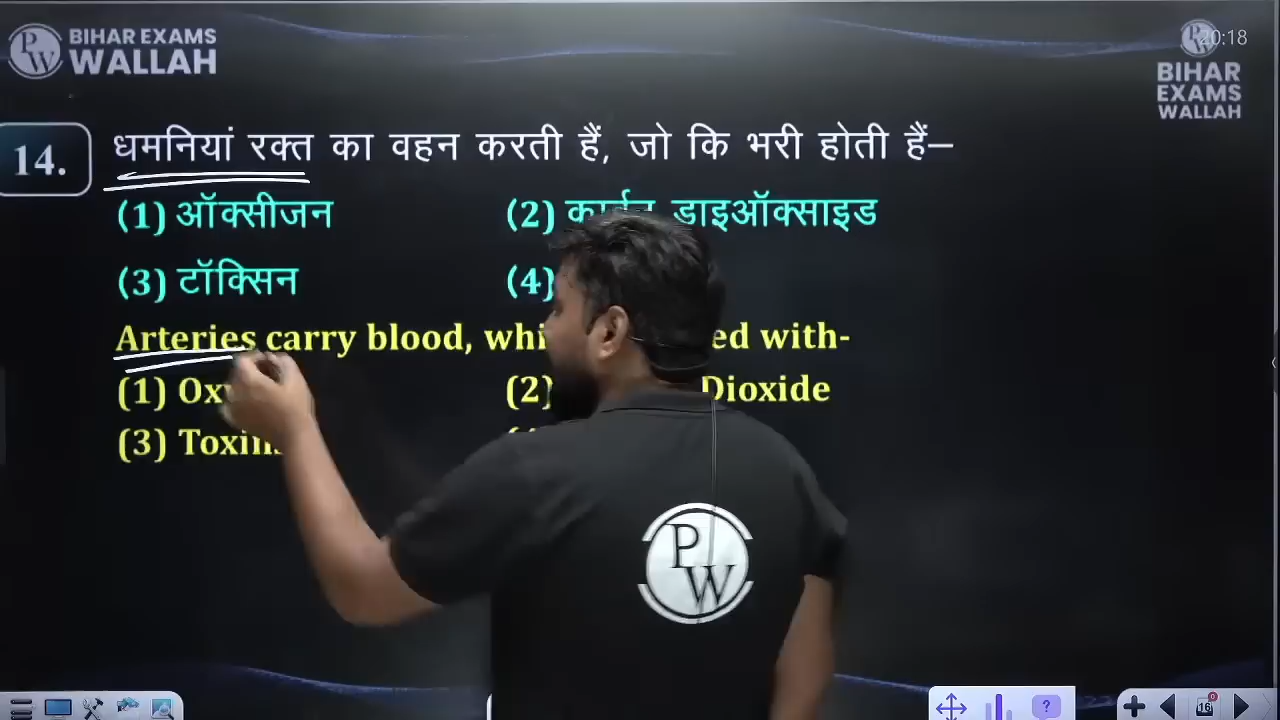 BIHAR EXAMS
WALLAH
20:18
BIHAR
EXAMS
WALLAH
14. धमनियां रक्त का वहन करती हैं, जो कि भरी होती हैं–
(1) ऑक्सीजन (2) डाइऑक्साइड
(3) टॉक्सिन (4)
Arteries carry blood, with-
(1) (2) Dioxide
(3)
PW
16